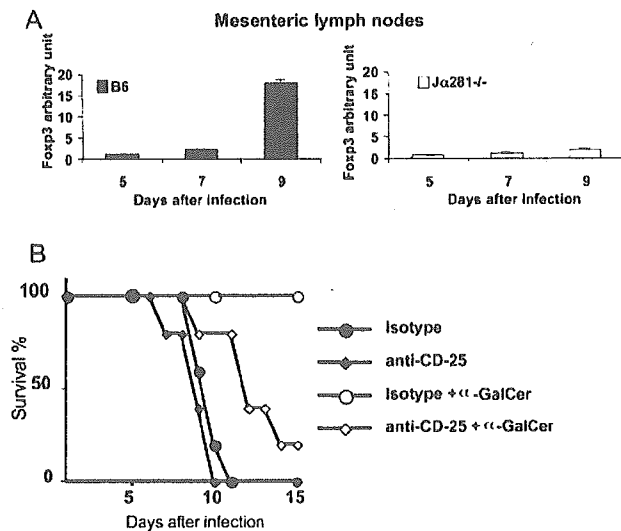 A
Mesenteric lymph nodes
Foxp3 arbitrary unit
20
15
10
5
0
B6
5 7 9
Days after infection
Foxp3 arbitrary unit
20
15
10
5
0
Jα281-/-
5 7 9
Days after infection
B
Survival %
100
50
0
5 10 15
Days after infection
Isotype
anti-CD-25
Isotype +α-GalCer
anti-CD-25 +α-GalCer